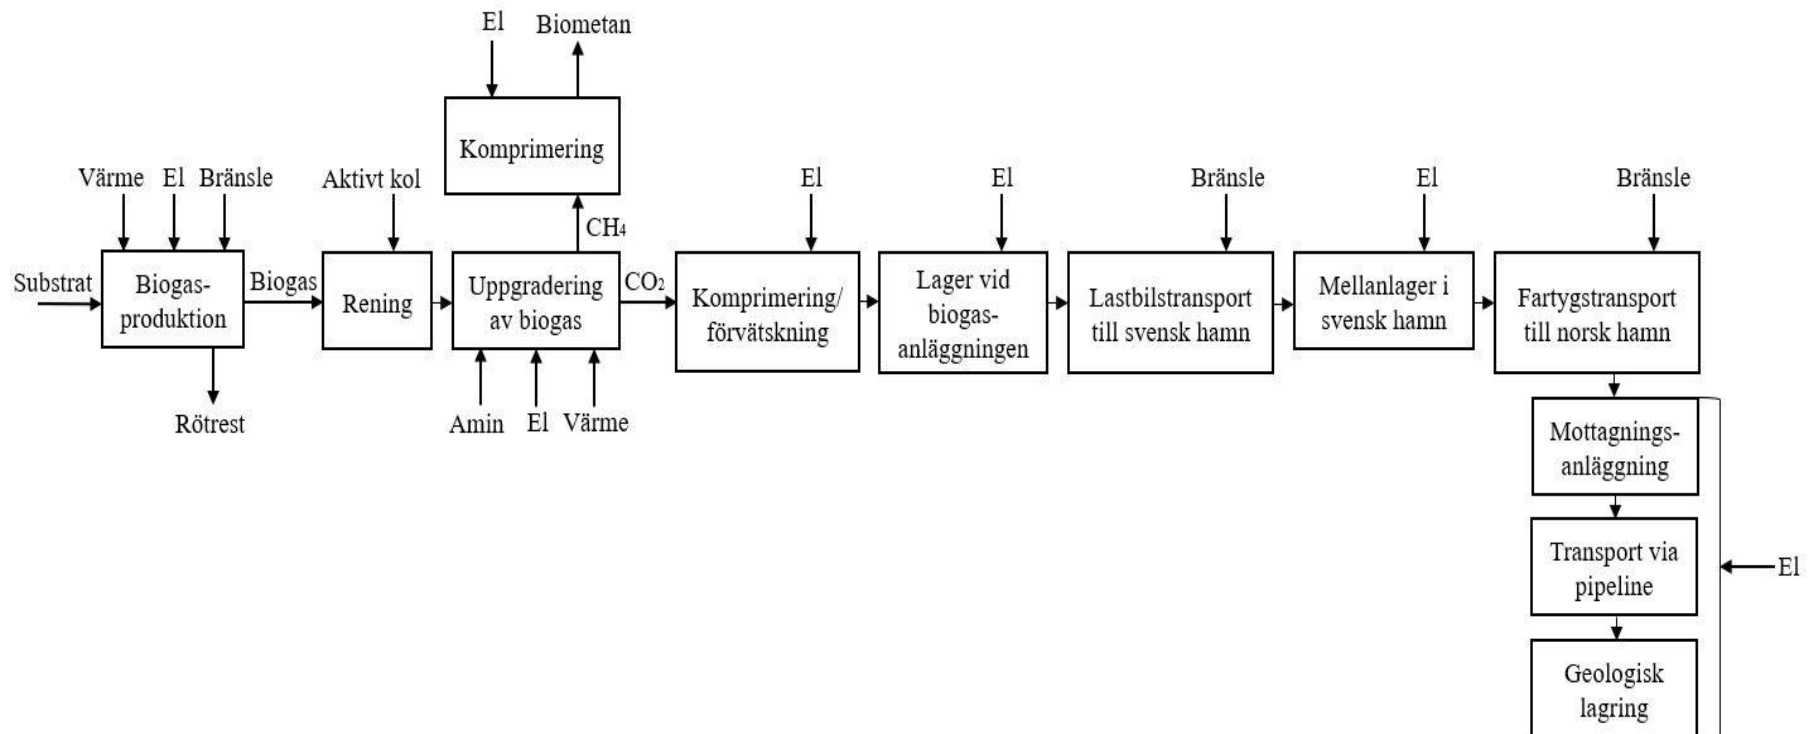 El
Biometan
Komprimering
Värme
El
Bränsle
Aktivt kol
CH₄
El
El
Bränsle
El
Bränsle
Substrat
Biogas-
produktion
Biogas
Rening
Uppgradering
av biogas
CO₂
Komprimering/
förvätskning
Lager vid
biogas-
anläggningen
Lastbilstransport
till svensk hamn
Mellanlager i
svensk hamn
Fartygstransport
till norsk hamn
Rötrest
Amin
El
Värme
Mottagnings-
anläggning
Transport via
pipeline
El
Geologisk
lagring